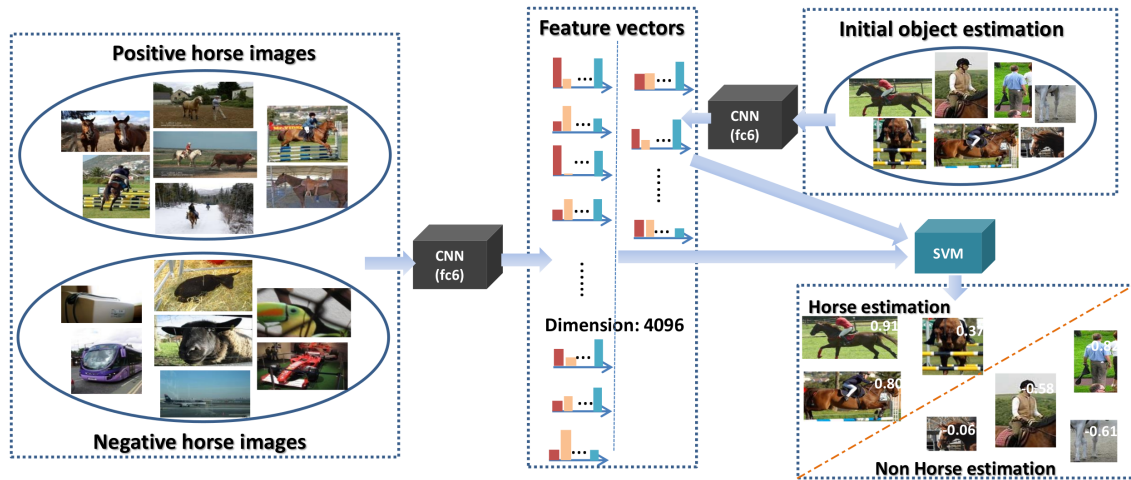 Positive horse images
Negative horse images
CNN
(fc6)
Feature vectors
Dimension: 4096
CNN
(fc6)
Initial object estimation
SVM
Horse estimation
0.91
0.37
0.80
-0.58
-0.06
-0.61
Non Horse estimation